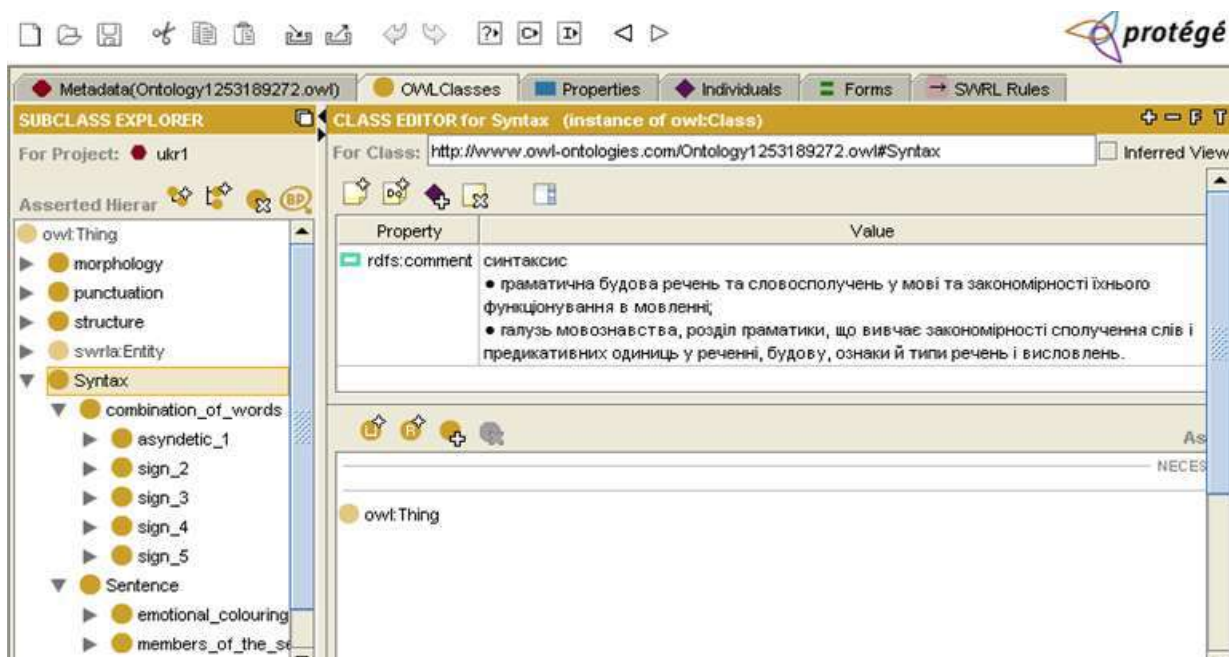 protégé
Metadata(Ontology1253189272.owl) OWLClasses Properties Individuals Forms SWRL Rules
SUBCLASS EXPLORER
For Project: ukr1
Asserted Hierar
owl:Thing
morphology
punctuation
structure
swrla:Entity
Syntax
combination_of_words
asyndetic_1
sign_2
sign_3
sign_4
sign_5
Sentence
emotional_colouring
members_of_the_se
CLASS EDITOR for Syntax (instance of owl:Class)
For Class: http://www.owl-ontologies.com/Ontology1253189272.owl#Syntax Inferred View
Property Value
rdfs:comment синтаксис
• граматична будова речень та словосполучень у мові та закономірності їхнього
функціонування в мовленні;
• галузь мовознавства, розділ граматики, що вивчає закономірності сполучення слів і
предикативних одиниць у реченні, будову, ознаки й типи речень і висловлень.
As
NECES
owl:Thing